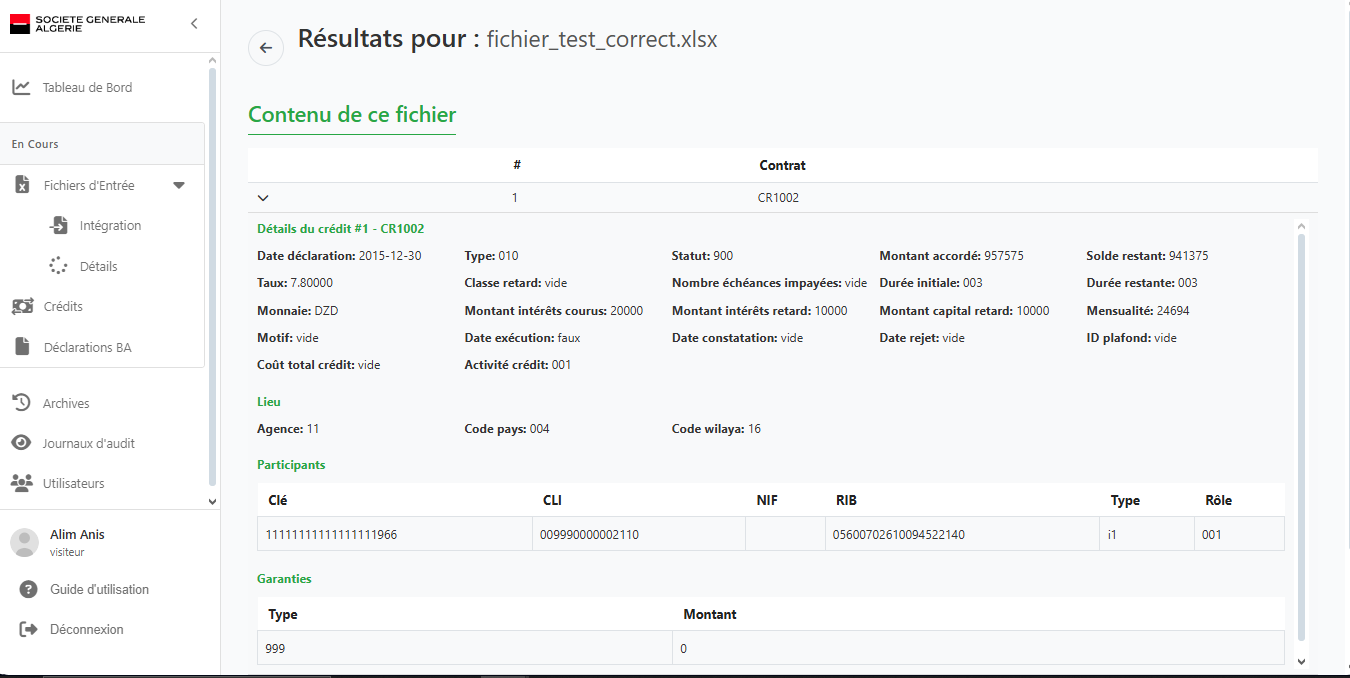 SOCIETE GENERALE
ALGERIE
Tableau de Bord
En Cours
Fichiers d'Entrée
Intégration
Détails
Crédits
Déclarations BA
Archives
Journaux d'audit
Utilisateurs
Alim Anis
visiteur
Guide d'utilisation
Déconnexion
Résultats pour : fichier_test_correct.xlsx
Contenu de ce fichier
# Contrat
1 CR1002
Détails du crédit #1 - CR1002
Date déclaration: 2015-12-30 Type: 010 Statut: 900 Montant accordé: 957575 Solde restant: 941375
Taux: 7.80000 Classe retard: vide Nombre échéances impayées: vide Durée initiale: 003 Durée restante: 003
Monnaie: DZD Montant intérêts courus: 20000 Montant intérêts retard: 10000 Montant capital retard: 10000 Mensualité: 24694
Motif: vide Date exécution: faux Date constatation: vide Date rejet: vide ID plafond: vide
Coût total crédit: vide Activité crédit: 001
Lieu
Agence: 11 Code pays: 004 Code wilaya: 16
Participants
Clé CLI NIF RIB Type Rôle
11111111111111111966 009990000002110 05600702610094522140 i1 001
Garanties
Type Montant
999 0